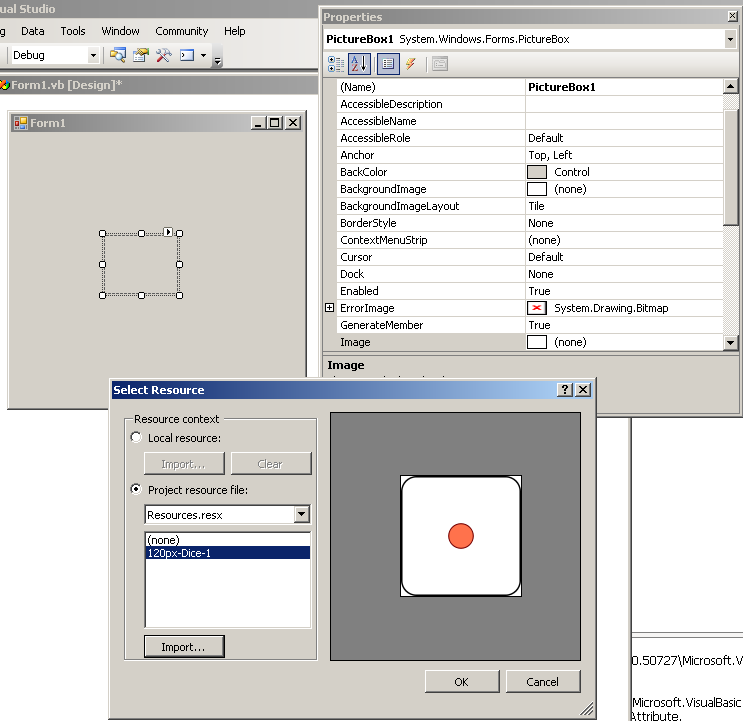 ual Studio
g Data Tools Window Community Help
Debug
Form1.vb [Design]*
Form1
Properties
PictureBox1 System.Windows.Forms.PictureBox
(Name) PictureBox1
AccessibleDescription
AccessibleName
AccessibleRole Default
Anchor Top, Left
BackColor Control
BackgroundImage (none)
BackgroundImageLayout Tile
BorderStyle None
ContextMenuStrip (none)
Cursor Default
Dock None
Enabled True
ErrorImage System.Drawing.Bitmap
GenerateMember True
Image (none)
Image
Select Resource
Resource context
Local resource:
Import... Clear
Project resource file:
Resources.resx
(none)
120px-Dice-1
Import...
OK Cancel
0.50727\Microsoft.V
Microsoft.VisualBasic
Attribute.